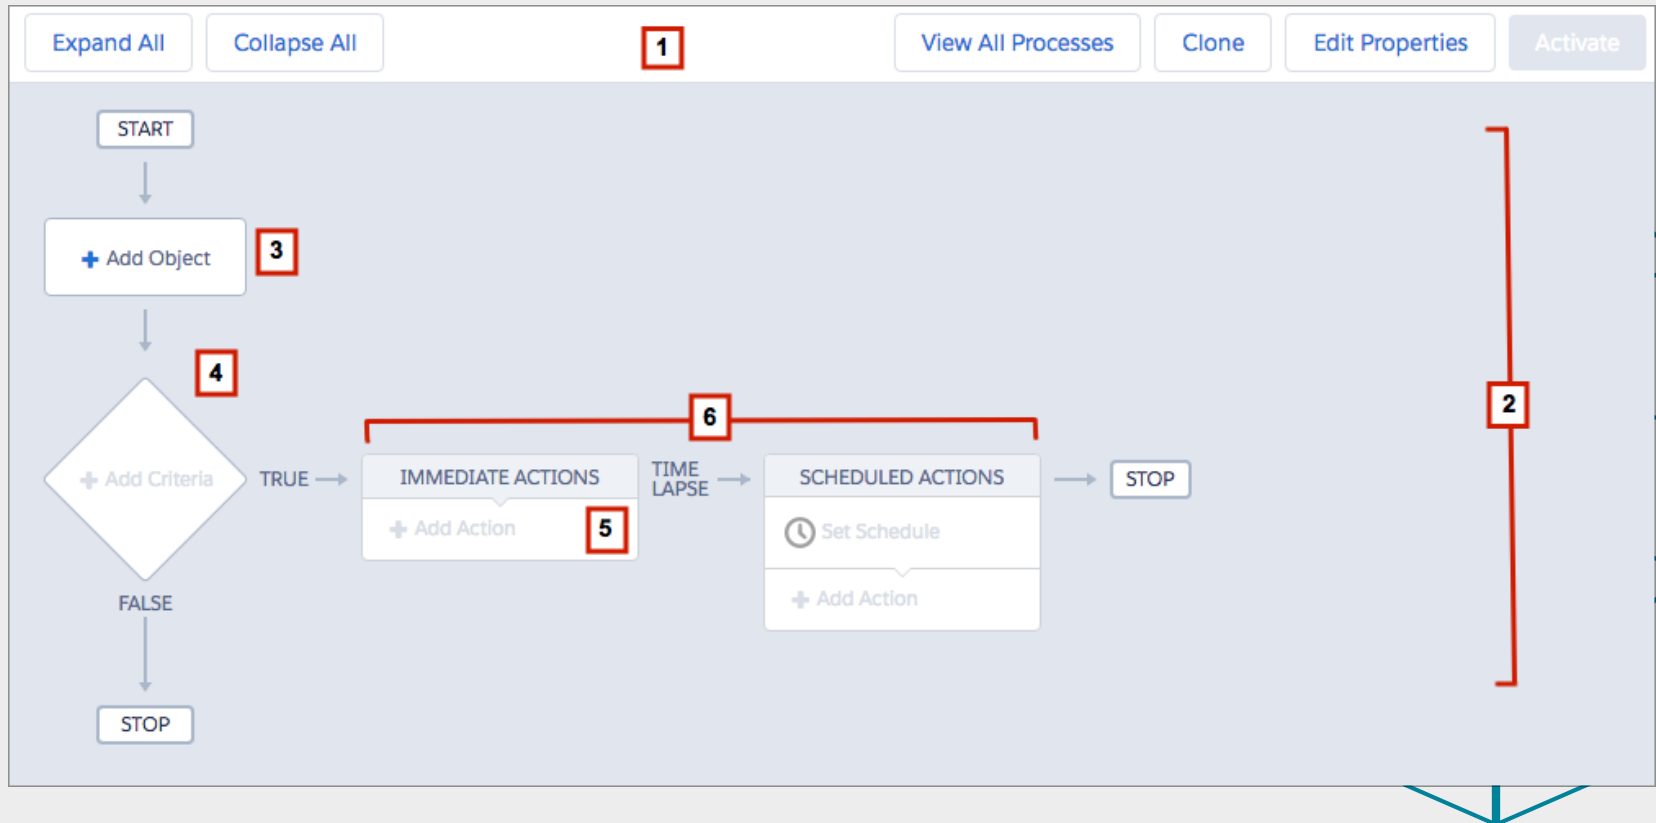 Expand All
Collapse All
1
View All Processes
Clone
Edit Properties
Activate
START
+ Add Object
3
4
+ Add Criteria
TRUE
6
IMMEDIATE ACTIONS
+ Add Action
5
TIME
LAPSE
SCHEDULED ACTIONS
Set Schedule
+ Add Action
STOP
2
FALSE
STOP